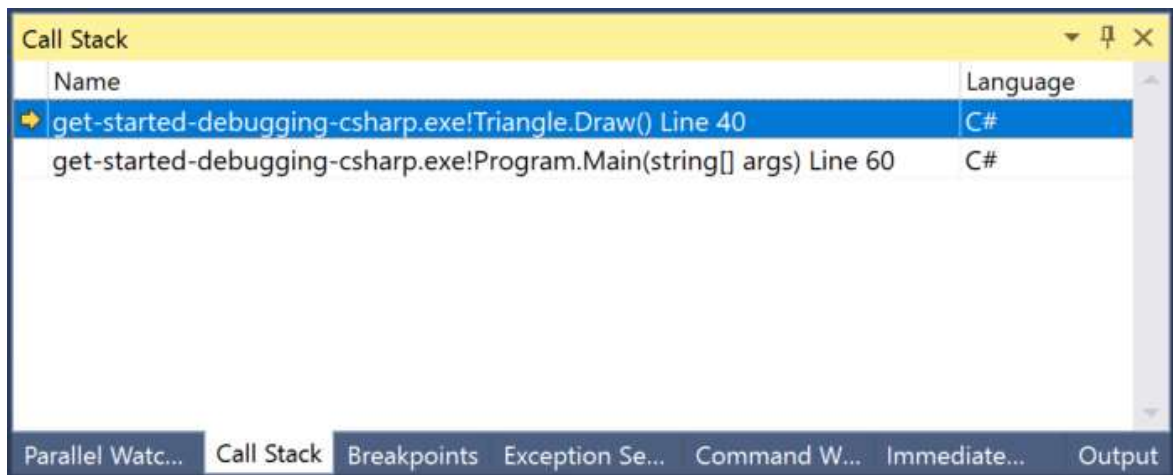 Call Stack
Name Language
get-started-debugging-csharp.exe!Triangle.Draw() Line 40 C#
get-started-debugging-csharp.exe!Program.Main(string[] args) Line 60 C#
Parallel Watc... Call Stack Breakpoints Exception Se... Command W... Immediate... Output